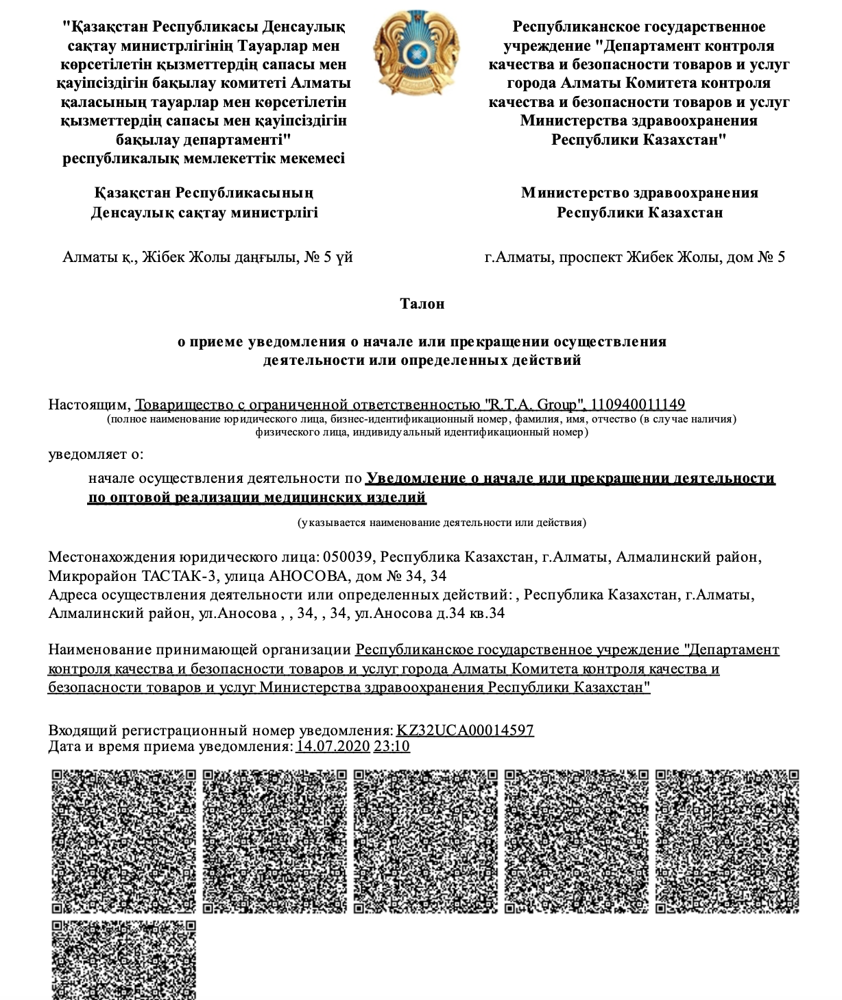 "Қазақстан Республикасы Денсаулық
сақтау министрлігінің Тауарлар мен
көрсетілетін қызметтердің сапасы мен
қауіпсіздігін бақылау комитеті Алматы
қаласының тауарлар мен көрсетілетін
қызметтердің сапасы мен қауіпсіздігін
бақылау департаменті"
республикалық мемлекеттік мекемесі
Республиканское государственное
учреждение "Департамент контроля
качества и безопасности товаров и услуг
города Алматы Комитета контроля
качества и безопасности товаров и услуг
Министерства здравоохранения
Республики Казахстан"
Қазақстан Республикасының
Денсаулық сақтау министрлігі
Министерство здравоохранения
Республики Казахстан
Алматы қ., Жібек Жолы даңғылы, № 5 үй
г.Алматы, проспект Жибек Жолы, дом № 5
Талон
о приеме уведомления о начале или прекращении осуществления
деятельности или определенных действий
Настоящим, Товарищество с ограниченной ответственностью "R.T.A. Group", 110940011149
(полное наименование юридического лица, бизнес-идентификационный номер, фамилия, имя, отчество (в случае наличия)
физического лица, индивидуальный идентификационный номер)
уведомляет о:
начале осуществления деятельности по Уведомление о начале или прекращении деятельности
по оптовой реализации медицинских изделий
(указывается наименование деятельности или действия)
Местонахождения юридического лица: 050039, Республика Казахстан, г.Алматы, Алмалинский район,
Микрорайон ТАСТАК-3, улица АНОСОВА, дом № 34, 34
Адреса осуществления деятельности или определенных действий: , Республика Казахстан, г.Алматы,
Алмалинский район, ул.Аносова , , 34, , 34, ул.Аносова д.34 кв.34
Наименование принимающей организации Республиканское государственное учреждение "Департамент
контроля качества и безопасности товаров и услуг города Алматы Комитета контроля качества и
безопасности товаров и услуг Министерства здравоохранения Республики Казахстан"
Входящий регистрационный номер уведомления: KZ32UCA00014597
Дата и время приема уведомления: 14.07.2020 23:10